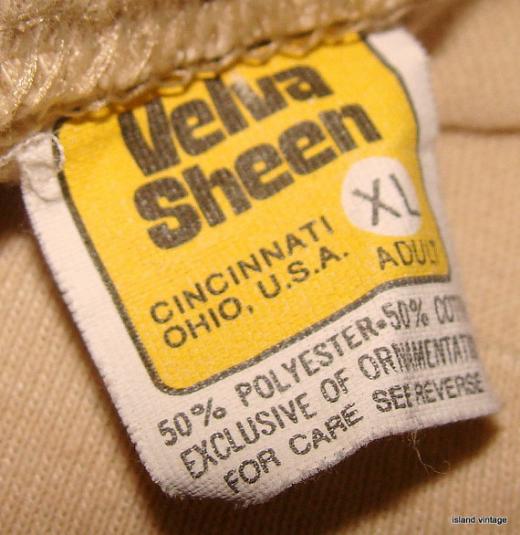 Velva
Sheen
XL
ADULT
CINCINNATI
OHIO, U.S.A.
50% POLYESTER-50% COTT
EXCLUSIVE OF ORNAMENTATI
FOR CARE SEE REVERSE
island vintage